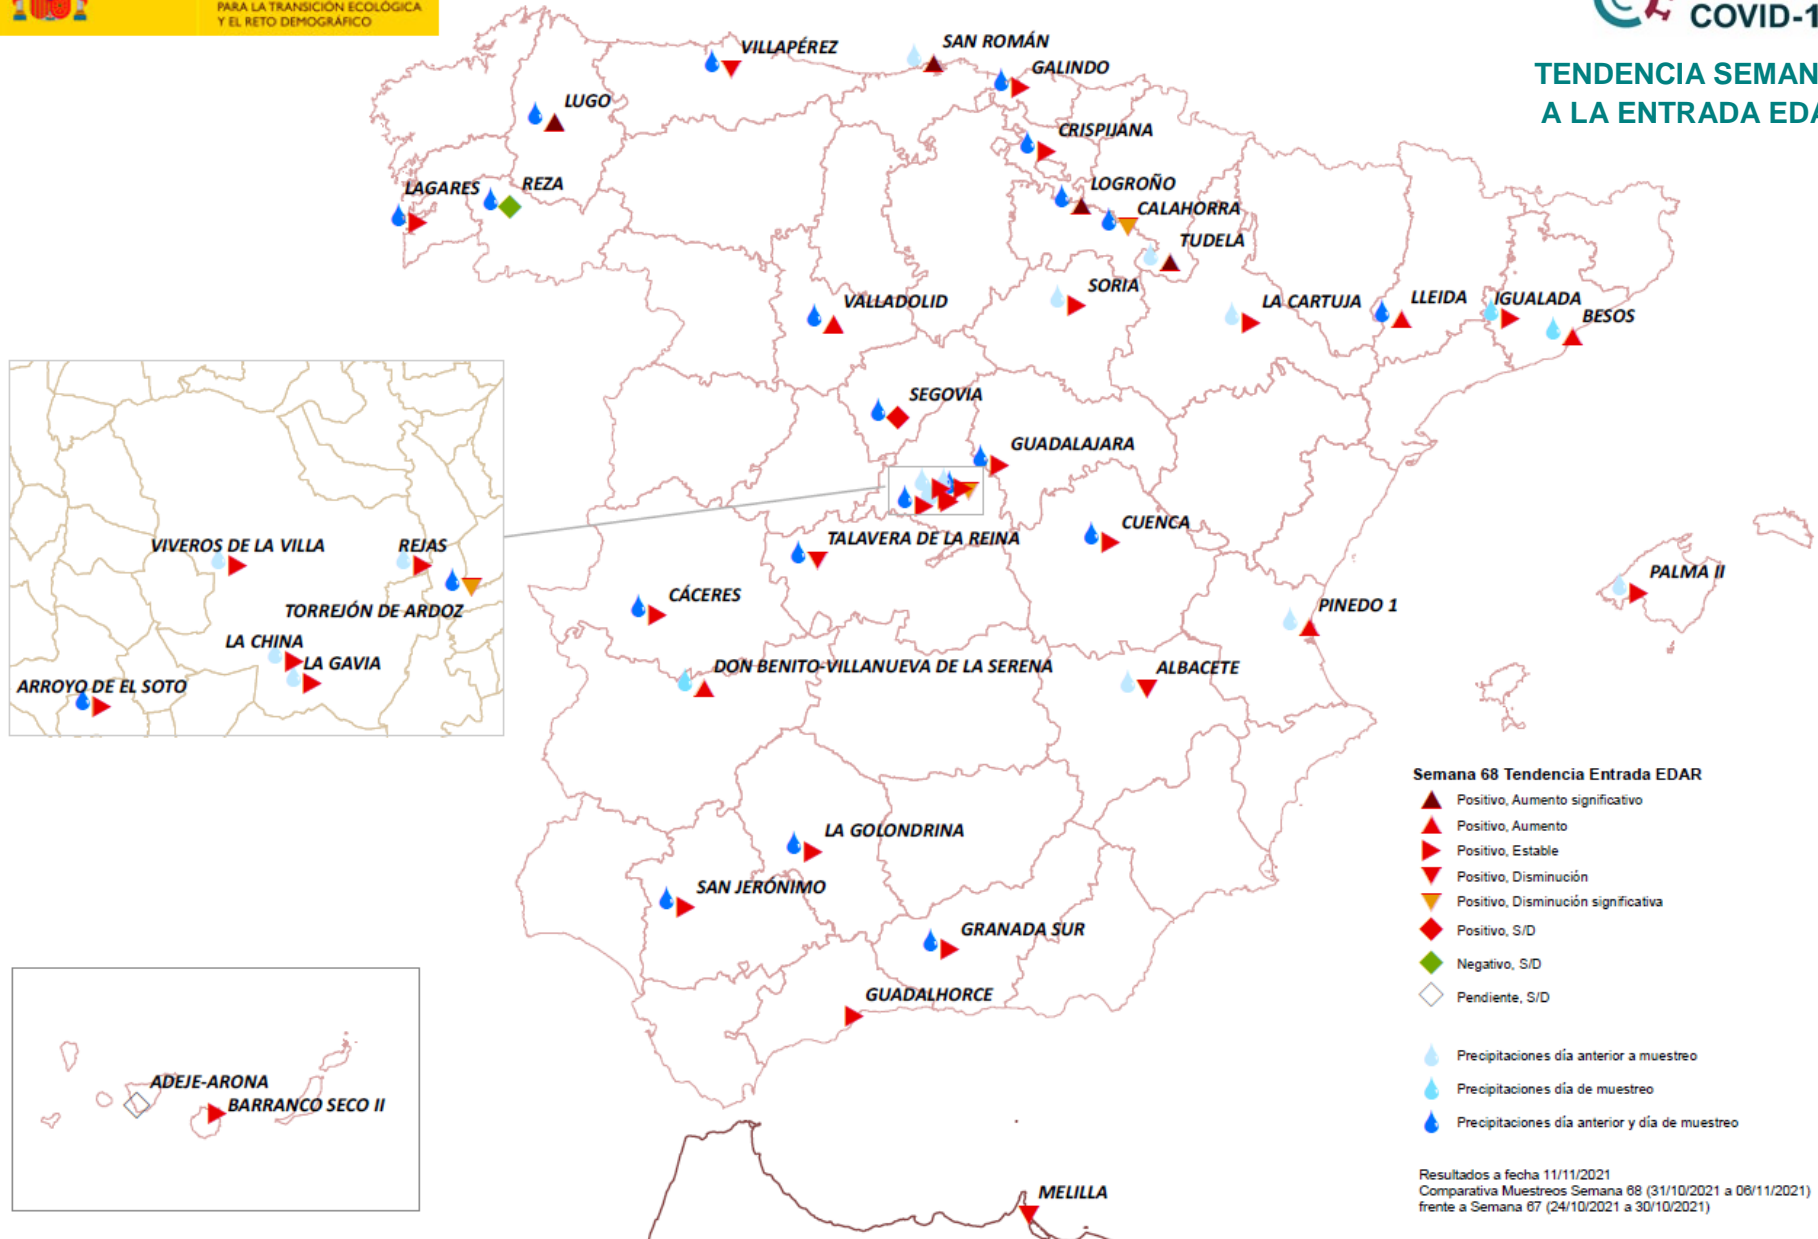 PARA LA TRANSICIÓN ECOLÓGICA
Y EL RETO DEMOGRÁFICO
COVID-1
TENDENCIA SEMAN
A LA ENTRADA EDA
VILLAPÉREZ
SAN ROMÁN
GALINDO
LUGO
CRISPIJANA
LAGARES
REZA
LOGROÑO
CALAHORRA
TUDELA
SORIA
VALLADOLID
LA CARTUJA
LLEIDA
IGUALADA
BESOS
SEGOVIA
GUADALAJARA
CUENCA
TALAVERA DE LA REINA
VIVEROS DE LA VILLA
REJAS
TORREJÓN DE ARDOZ
LA CHINA
LA GAVIA
ARROYO DE EL SOTO
CÁCERES
PALMA II
PINEDO 1
DON BENITO-VILLANUEVA DE LA SERENA
ALBACETE
LA GOLONDRINA
SAN JERÓNIMO
GRANADA SUR
GUADALHORCE
ADEJE-ARONA
BARRANCO SECO II
MELILLA
Semana 68 Tendencia Entrada EDAR
Positivo, Aumento significativo
Positivo, Aumento
Positivo, Estable
Positivo, Disminución
Positivo, Disminución significativa
Positivo, S/D
Negativo, S/D
Pendiente, S/D
Precipitaciones día anterior a muestreo
Precipitaciones día de muestreo
Precipitaciones día anterior y día de muestreo
Resultados a fecha 11/11/2021
Comparativa Muestreos Semana 68 (31/10/2021 a 06/11/2021)
frente a Semana 67 (24/10/2021 a 30/10/2021)